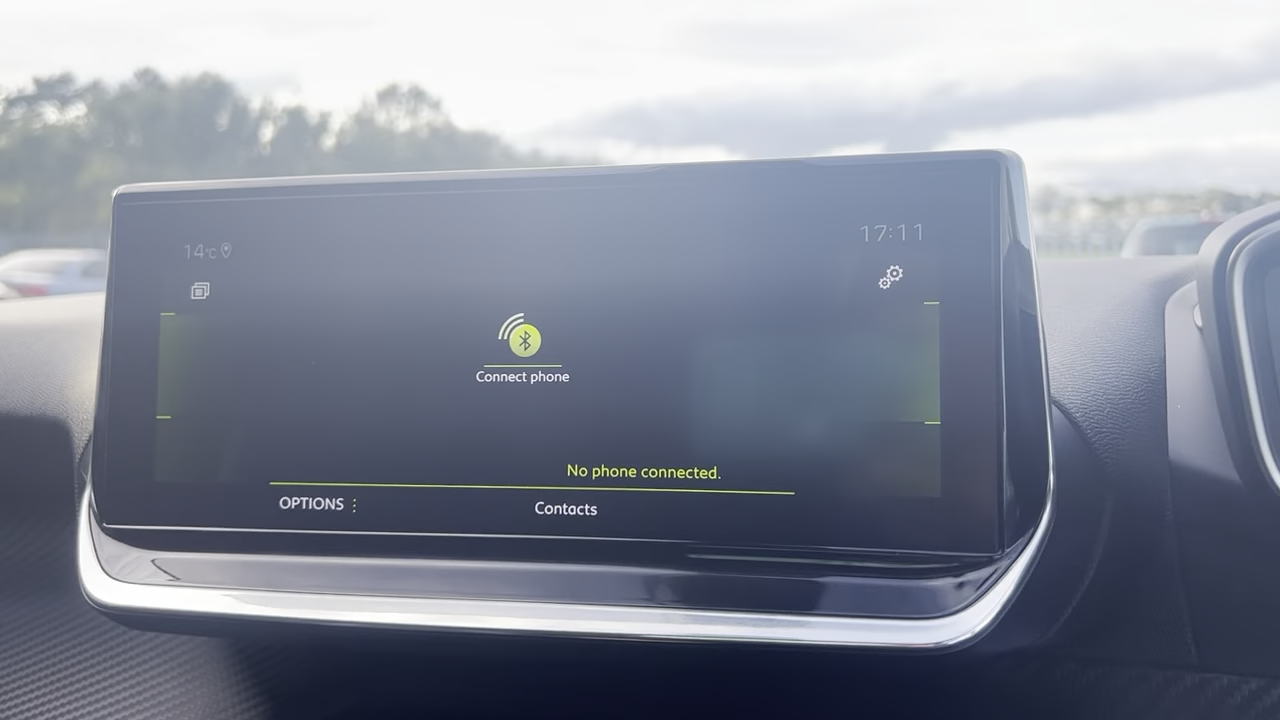 14°C
17:11
Connect phone
No phone connected.
OPTIONS
Contacts